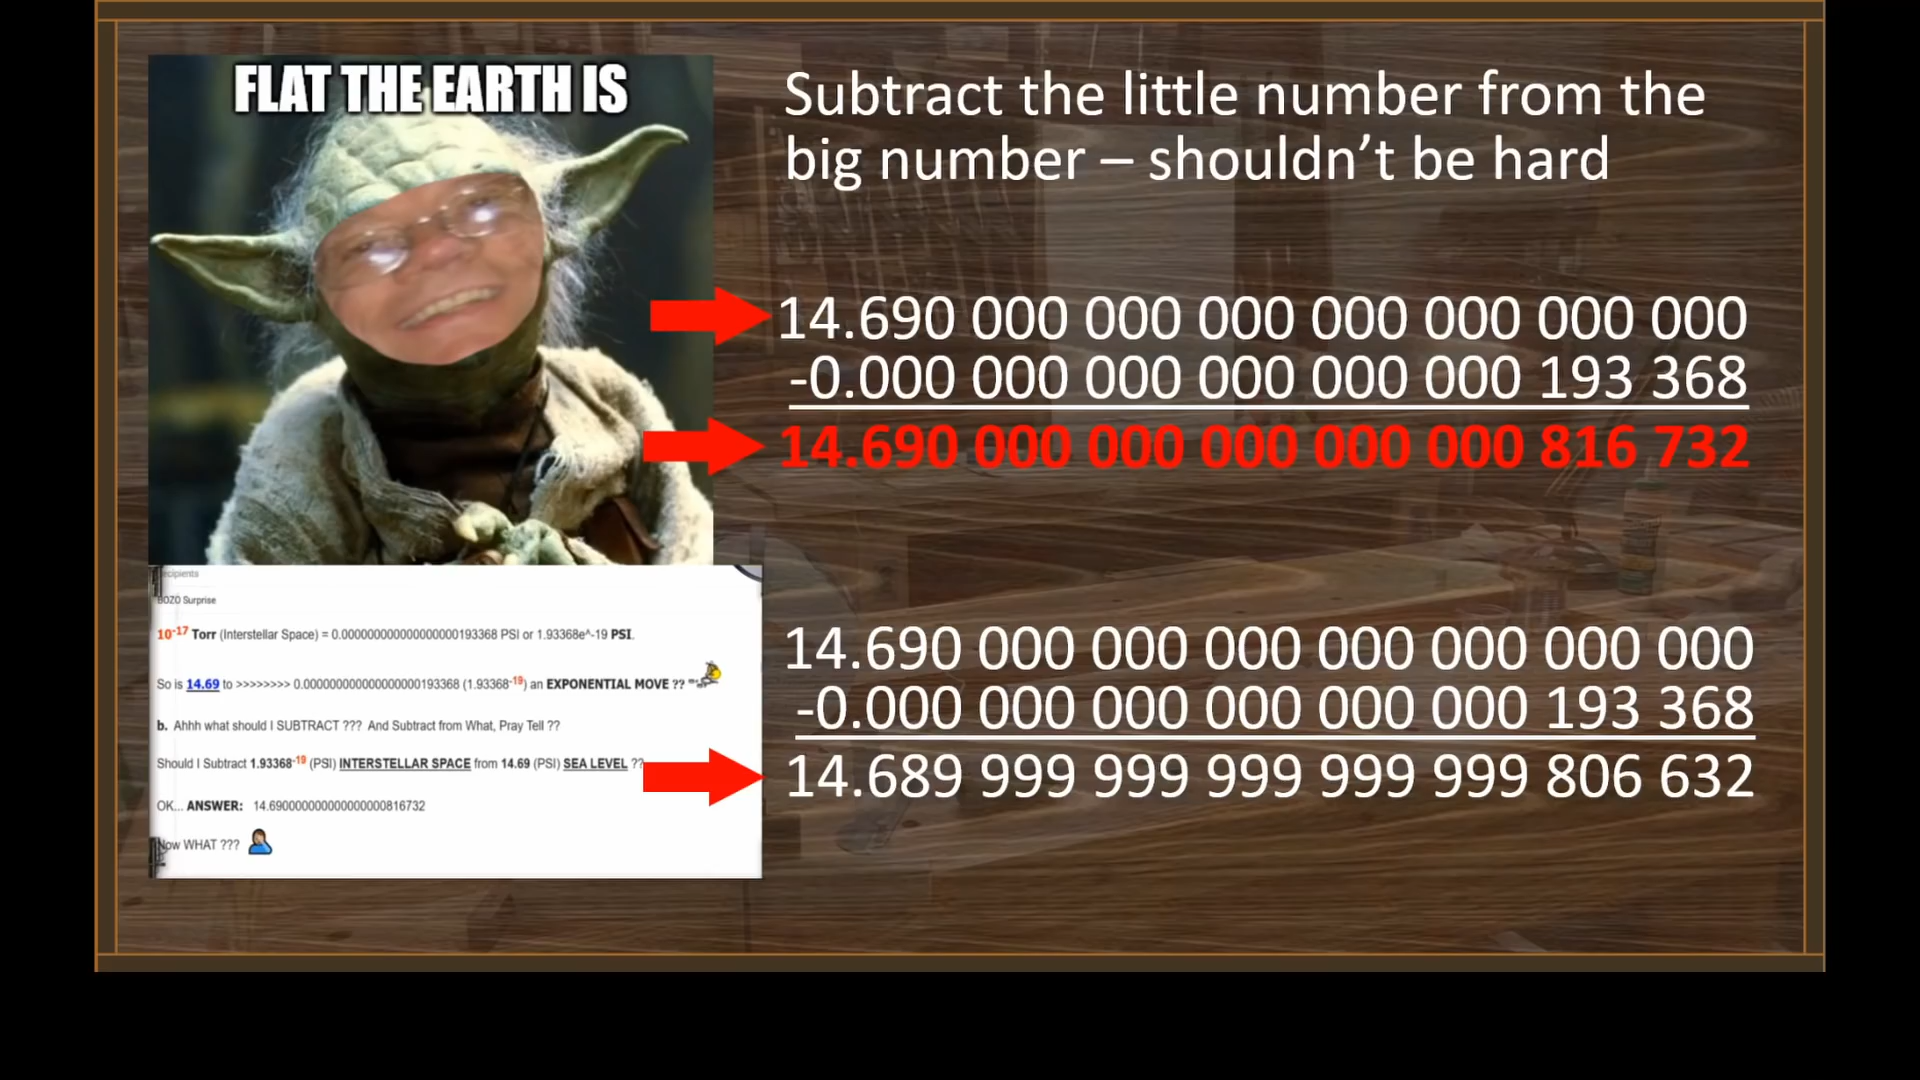 FLAT THE EARTH IS
Subtract the little number from the
big number – shouldn't be hard
14.690 000 000 000 000 000 000 000
-0.000 000 000 000 000 000 193 368
14.690 000 000 000 000 000 816 732
14.690 000 000 000 000 000 000 000
-0.000 000 000 000 000 000 193 368
14.689 999 999 999 999 999 806 632
ecipients
BOZO Surprise
10-17 Torr (Interstellar Space) = 0.000000000000000000193368 PSI or 1.93368e^-19 PSI.
So is 14.69 to >>>>>>>> 0.000000000000000000193368 (1.93368-19) an EXPONENTIAL MOVE ??
b. Ahhh what should I SUBTRACT ??? And Subtract from What, Pray Tell ??
Should I Subtract 1.93368-19 (PSI) INTERSTELLAR SPACE from 14.69 (PSI) SEA LEVEL ??
OK... ANSWER: 14.690000000000000000816732
Now WHAT ???